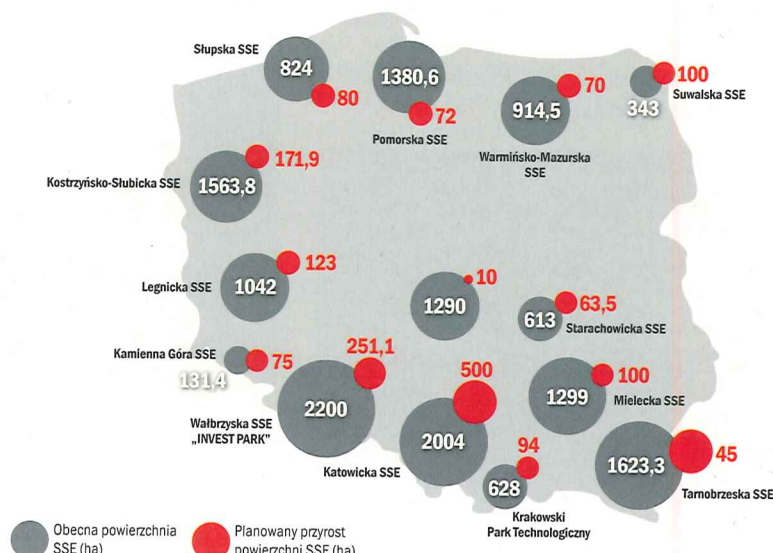 Słupska SSE
824
80
1380,6
72
Pomorska SSE
914,5
70
Warmińsko-Mazurska
SSE
343
100
Suwalska SSE
Kostrzyńsko-Słubicka SSE
1563,8
171,9
Legnicka SSE
1042
123
1290
10
613
63,5
Starachowicka SSE
Kamienna Góra SSE
131,4
75
251,1
2200
Wałbrzyska SSE
„INVEST PARK”
500
2004
Katowicka SSE
1299
100
Mielecka SSE
94
628
Krakowski
Park Technologiczny
1623,3
45
Tarnobrzeska SSE
Obecna powierzchnia
SSE (ha)
Planowany przyrost
powierzchni SSE (ha)